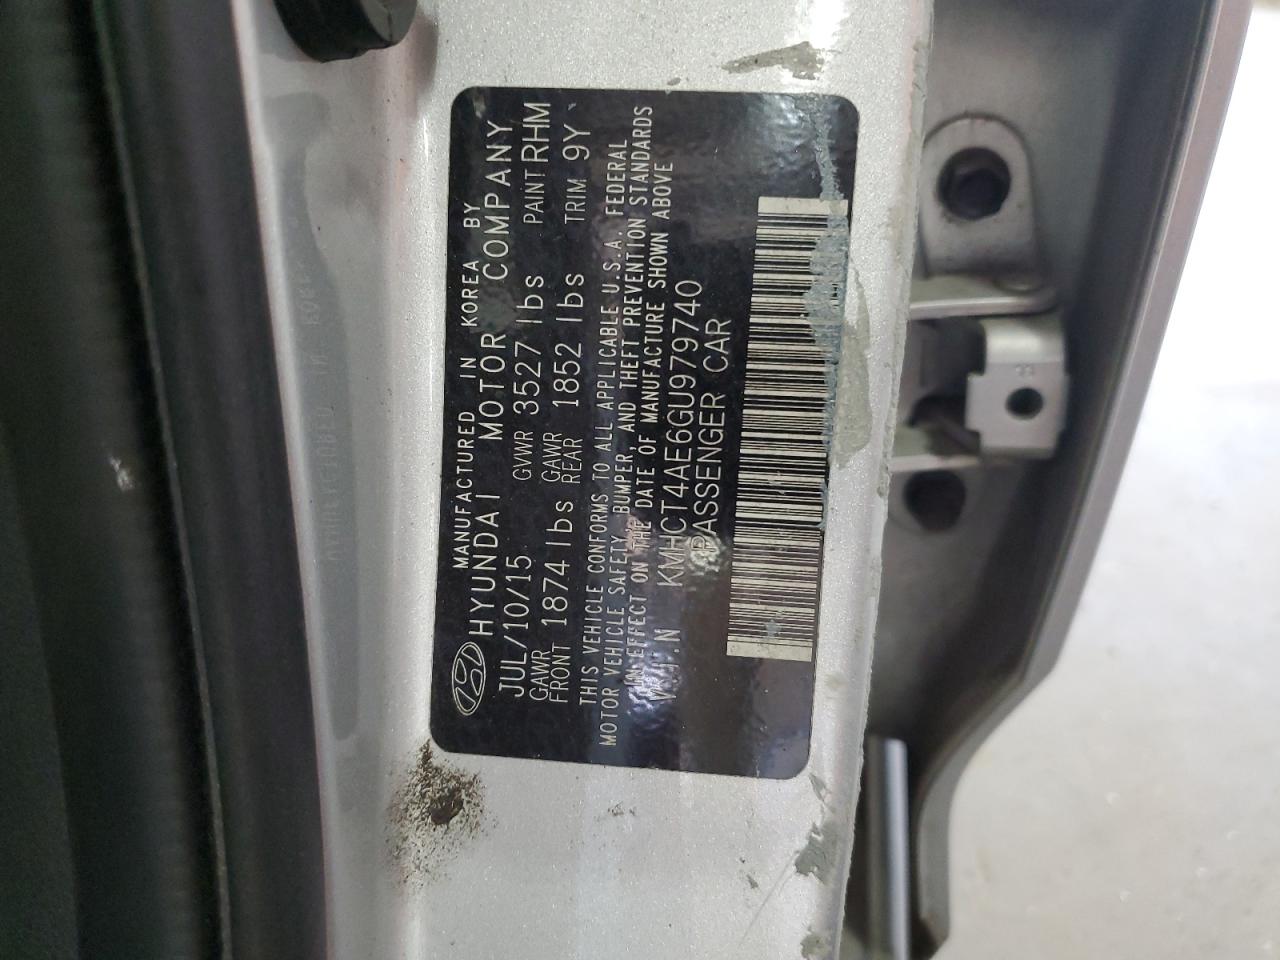 MANUFACTURED IN KOREA BY
HYUNDAI MOTOR COMPANY
JUL/10/15 GVWR 3527 lbs PAINT RHM
GAWR FRONT 1874 lbs GAWR REAR 1852 lbs TRIM 9Y
THIS VEHICLE CONFORMS TO ALL APPLICABLE U.S.A. FEDERAL
MOTOR VEHICLE SAFETY, BUMPER, AND THEFT PREVENTION STANDARDS
IN EFFECT ON THE DATE OF MANUFACTURE SHOWN ABOVE
V.I.N KMHCT4AE6GU979740
PASSENGER CAR